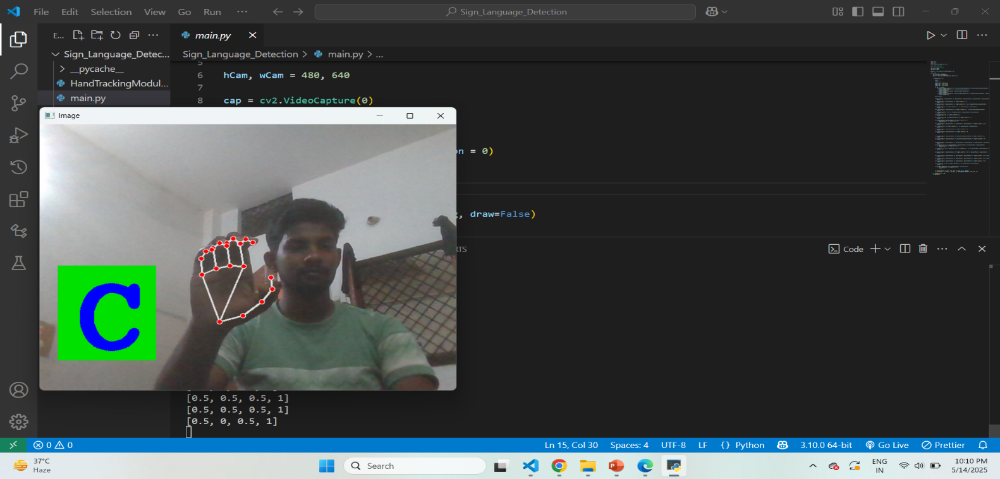 File Edit Selection View Go Run ···
Sign_Language_Detection
E... ···
main.py
Sign_Language_Detec...
Sign_Language_Detection > main.py > ...
__pycache__
HandTrackingModul...
main.py
5
6 hCam, wCam = 480, 640
7
8 cap = cv2.VideoCapture(0)
Image
on = 0)
, draw=False)
RTS
Code
C
[0.5, 0.5, 0.5, 1]
[0.5, 0.5, 0.5, 1]
[0.5, 0, 0.5, 1]
0 0
Ln 15, Col 30 Spaces: 4 UTF-8 LF {} Python 3.10.0 64-bit Go Live Prettier
37°C
Haze
Search
ENG
IN
10:10 PM
5/14/2025